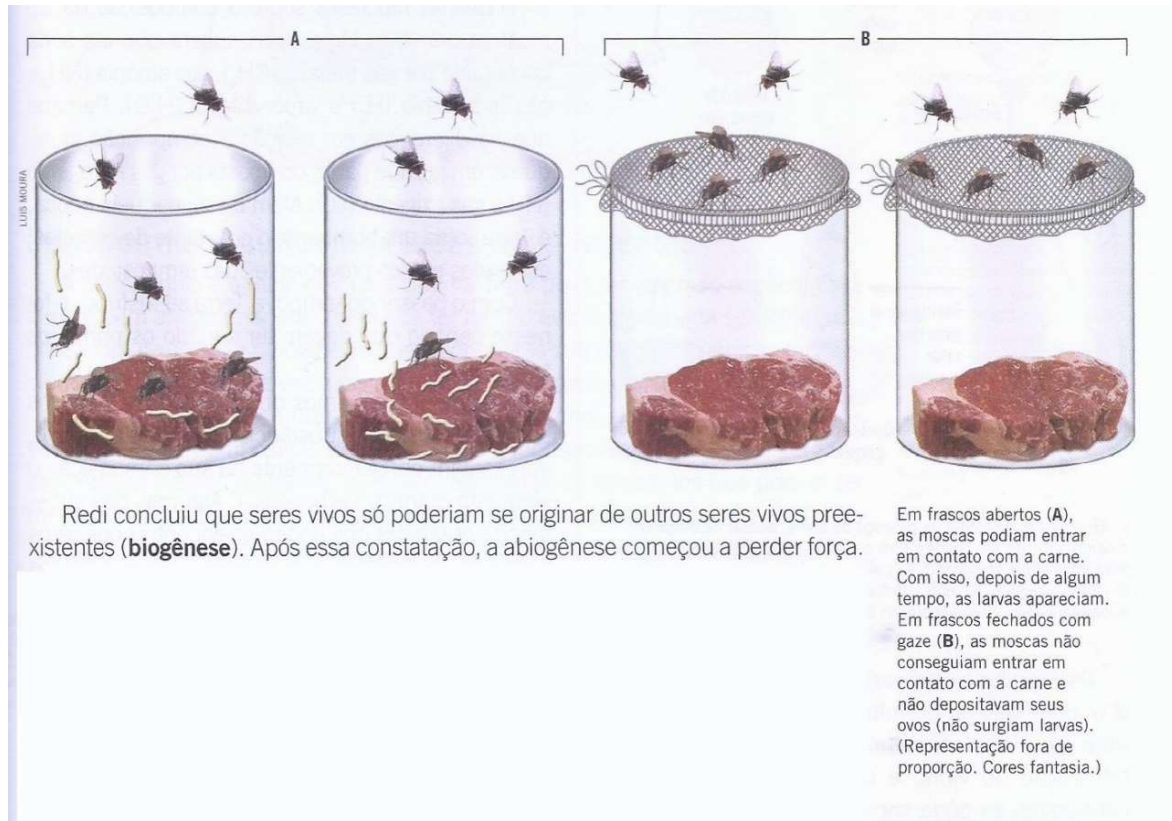 A
B
LUIS MOURA
Redi concluiu que seres vivos só poderiam se originar de outros seres vivos pree-
xistentes (biogênese). Após essa constatação, a abiogênese começou a perder força.
Em frascos abertos (A),
as moscas podiam entrar
em contato com a carne.
Com isso, depois de algum
tempo, as larvas apareciam.
Em frascos fechados com
gaze (B), as moscas não
conseguiam entrar em
contato com a carne e
não depositavam seus
ovos (não surgiam larvas).
(Representação fora de
proporção. Cores fantasia.)